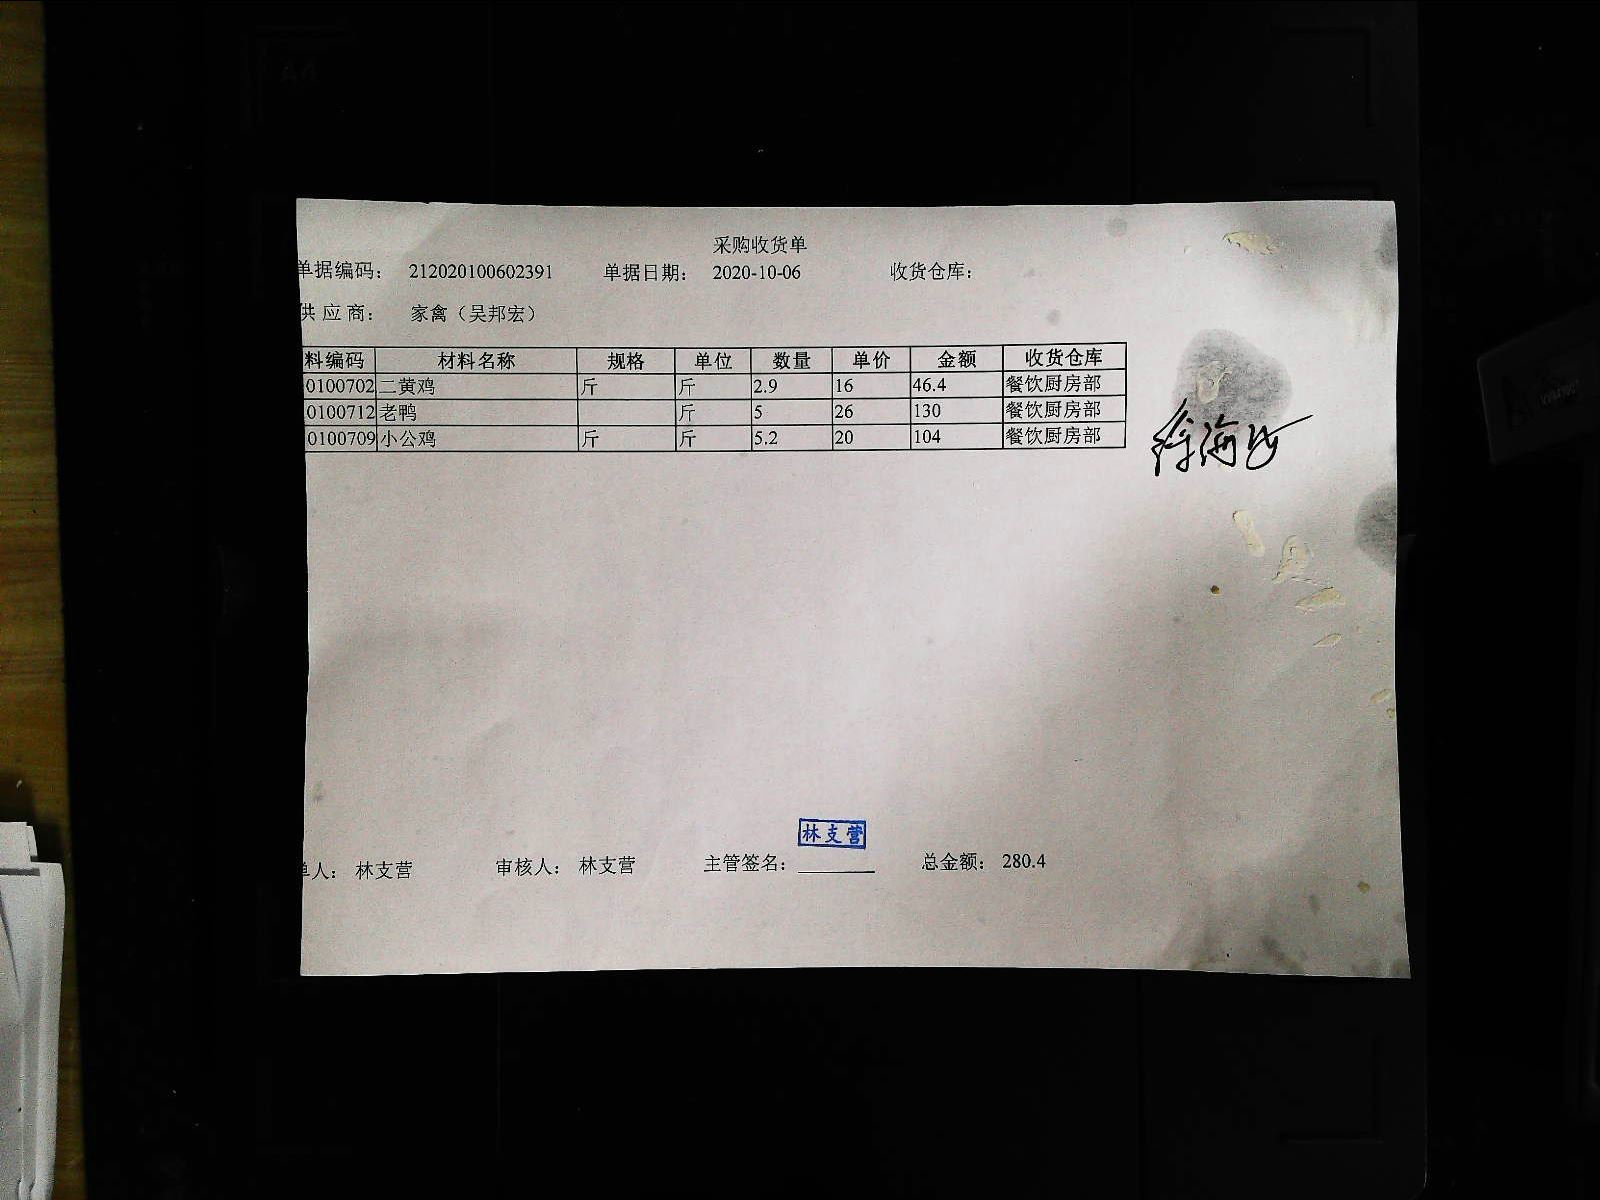 采购收货单
单据编码： 212020100602391 单据日期： 2020-10-06 收货仓库：
供应商： 家禽（吴邦宏）
料编码 材料名称 规格 单位 数量 单价 金额 收货仓库
0100702 二黄鸡 斤 斤 2.9 16 46.4 餐饮厨房部
0100712 老鸭 斤 5 26 130 餐饮厨房部
0100709 小公鸡 斤 斤 5.2 20 104 餐饮厨房部
林支营
单人： 林支营 审核人： 林支营 主管签名： 总金额： 280.4